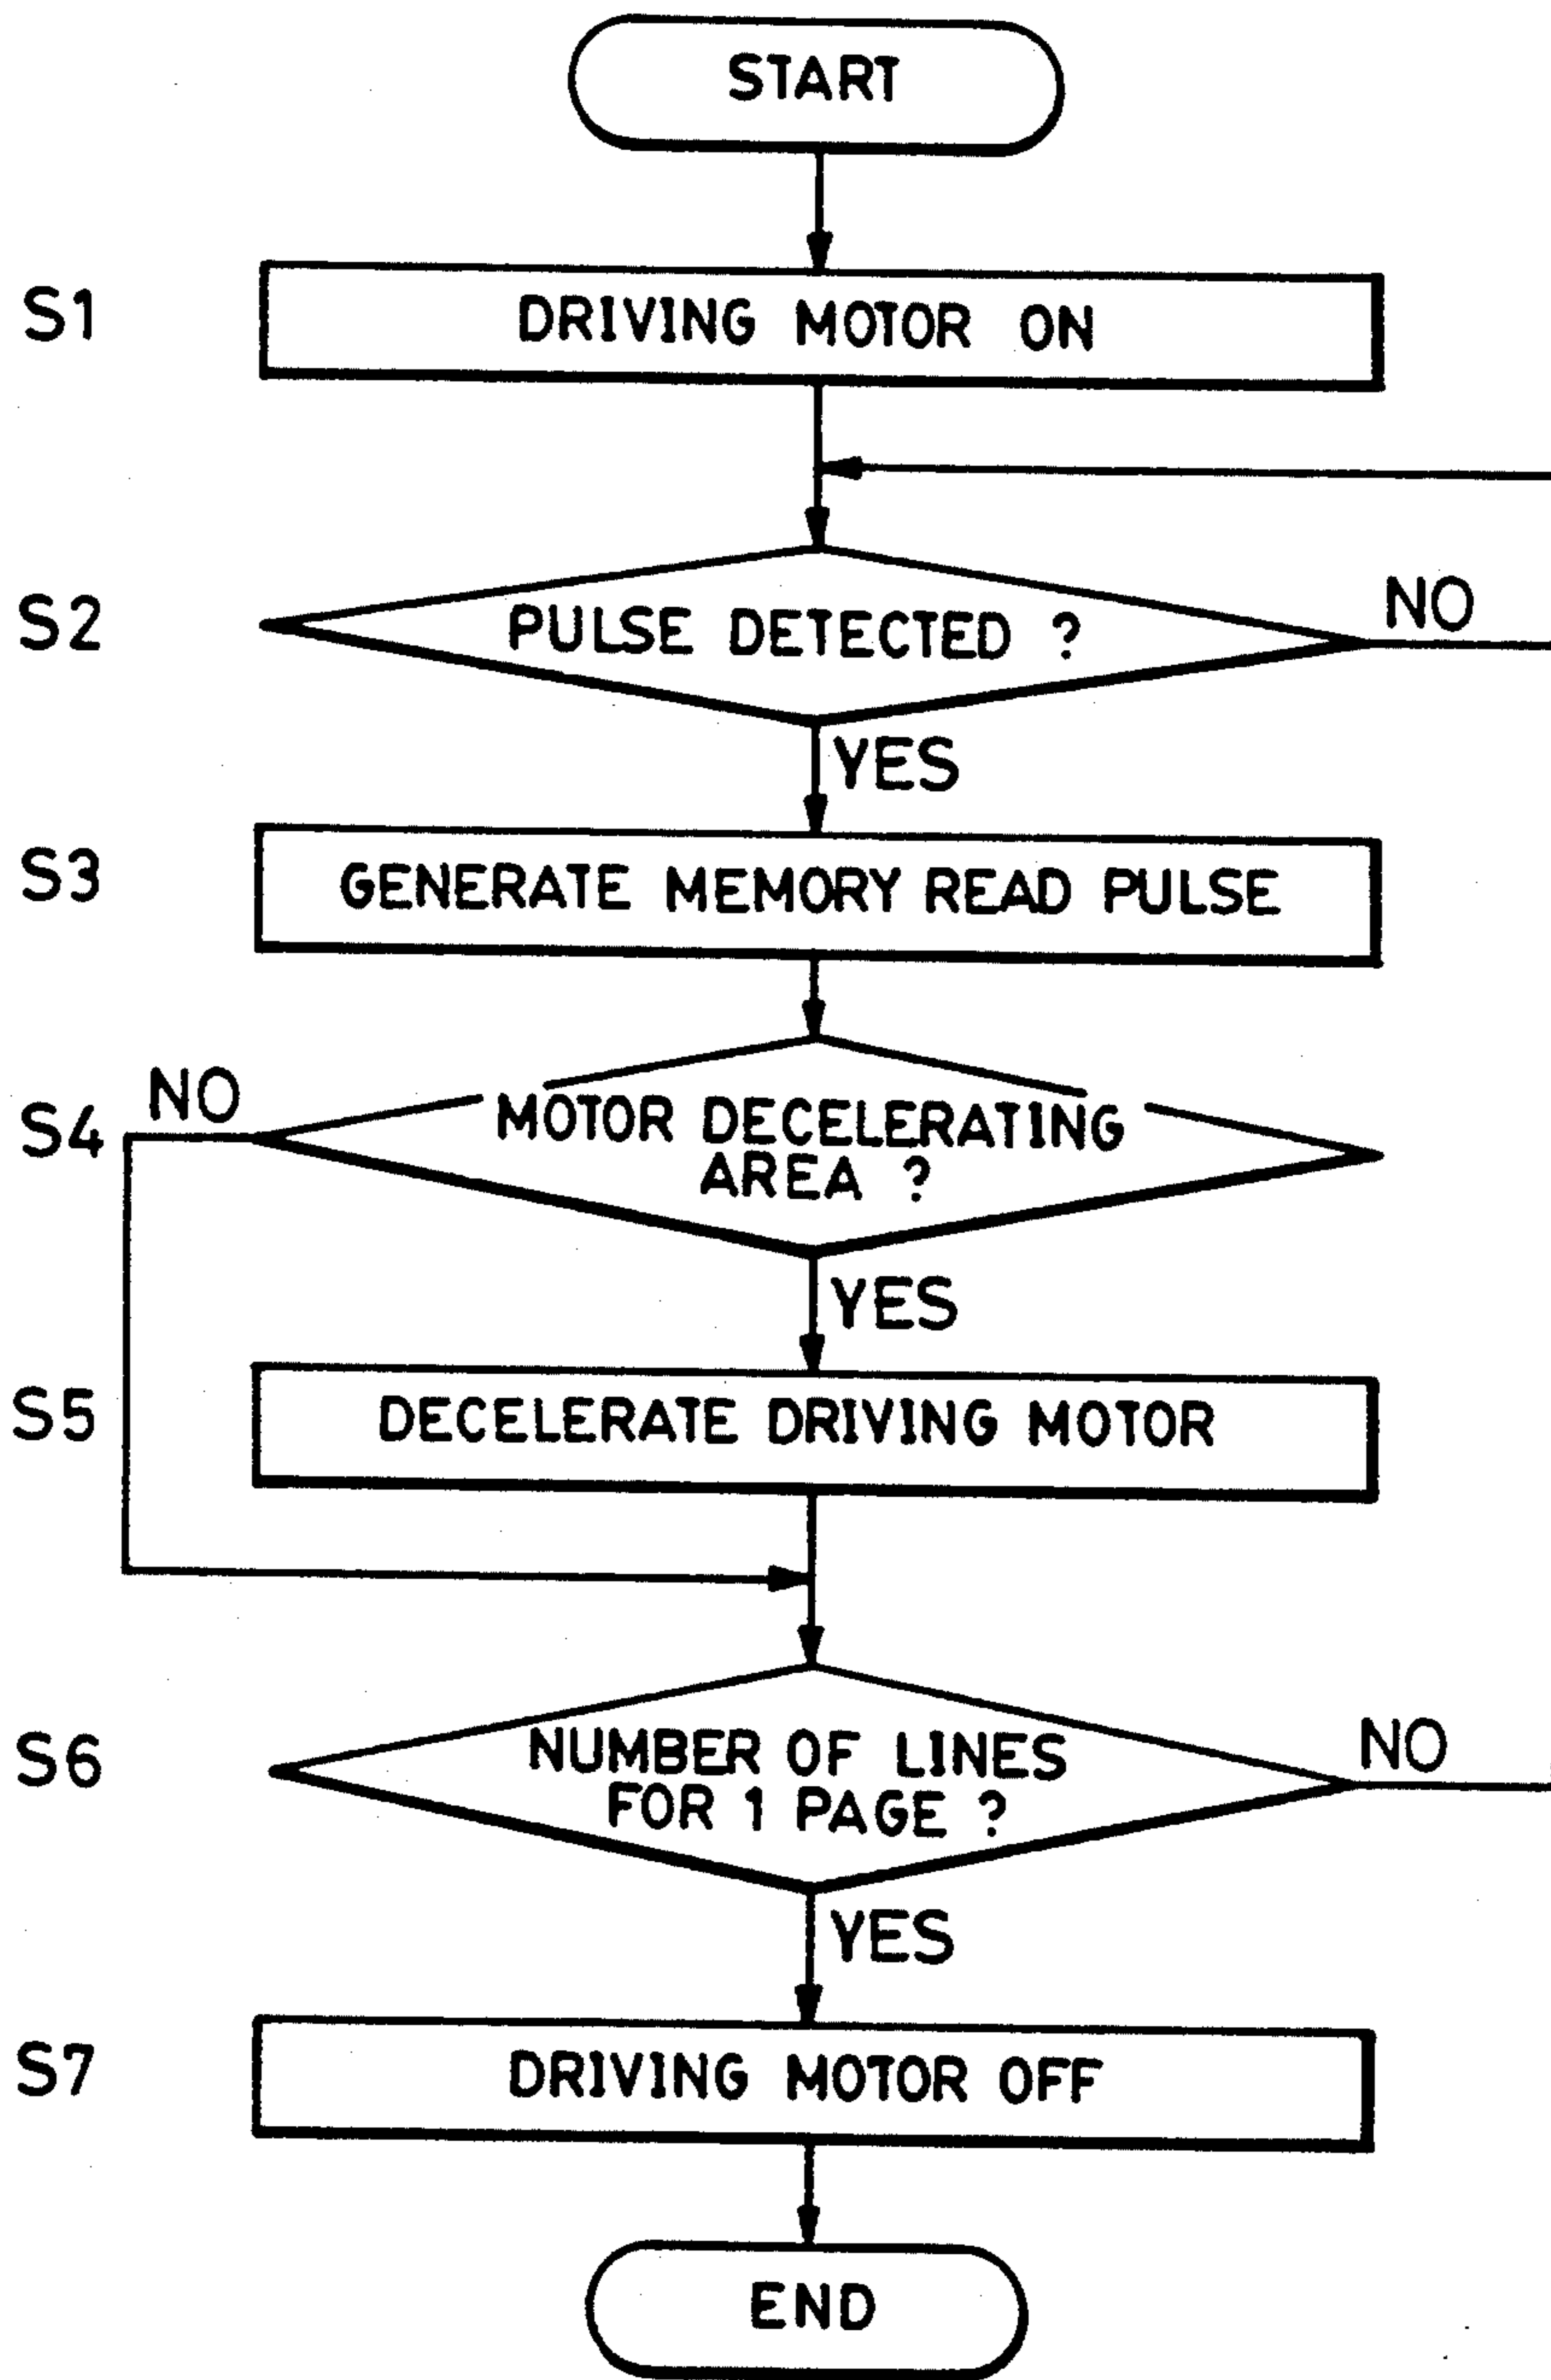 START
S1
DRIVING MOTOR ON
S2
PULSE DETECTED ?
NO
YES
S3
GENERATE MEMORY READ PULSE
S4
NO
MOTOR DECELERATING
AREA ?
YES
S5
DECELERATE DRIVING MOTOR
S6
NUMBER OF LINES
FOR 1 PAGE ?
NO
YES
S7
DRIVING MOTOR OFF
END